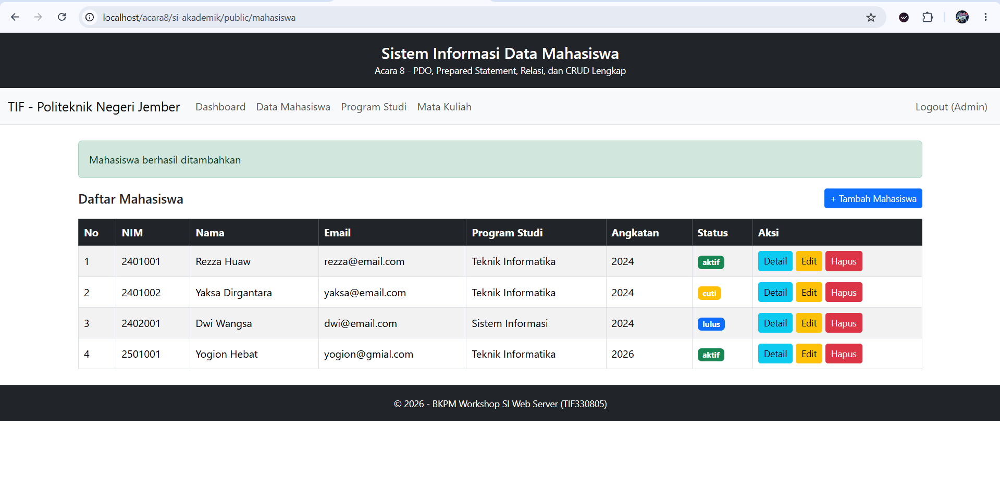 localhost/acara8/si-akademik/public/mahasiswa
Sistem Informasi Data Mahasiswa
Acara 8 - PDO, Prepared Statement, Relasi, dan CRUD Lengkap
TIF - Politeknik Negeri Jember Dashboard Data Mahasiswa Program Studi Mata Kuliah Logout (Admin)
Mahasiswa berhasil ditambahkan
Daftar Mahasiswa + Tambah Mahasiswa
No NIM Nama Email Program Studi Angkatan Status Aksi
1 2401001 Rezza Huaw rezza@email.com Teknik Informatika 2024 aktif Detail Edit Hapus
2 2401002 Yaksa Dirgantara yaksa@email.com Teknik Informatika 2024 cuti Detail Edit Hapus
3 2402001 Dwi Wangsa dwi@email.com Sistem Informasi 2024 lulus Detail Edit Hapus
4 2501001 Yogion Hebat yogion@gmial.com Teknik Informatika 2026 aktif Detail Edit Hapus
© 2026 - BKPM Workshop SI Web Server (TIF330805)